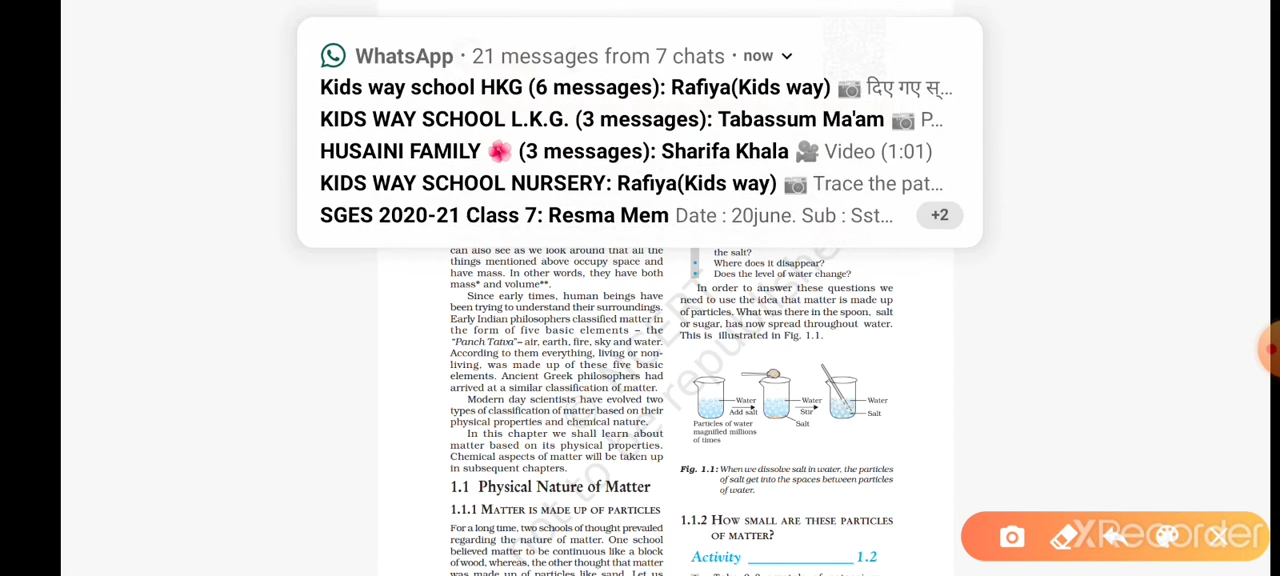 WhatsApp · 21 messages from 7 chats · now
Kids way school HKG (6 messages): Rafiya(Kids way) 📷 दिए गए स्...
KIDS WAY SCHOOL L.K.G. (3 messages): Tabassum Ma'am 📷 P...
HUSAINI FAMILY 🌺 (3 messages): Sharifa Khala 🎥 Video (1:01)
KIDS WAY SCHOOL NURSERY: Rafiya(Kids way) 📷 Trace the pat...
SGES 2020-21 Class 7: Resma Mem Date : 20june. Sub : Sst... +2
can also see as we look around that all the
things mentioned above occupy space and
have mass. In other words, they have both
mass* and volume**.
Since early times, human beings have
been trying to understand their surroundings.
Early Indian philosophers classified matter in
the form of five basic elements – the
“Panch Tatva”– air, earth, fire, sky and water.
According to them everything, living or non-
living, was made up of these five basic
elements. Ancient Greek philosophers had
arrived at a similar classification of matter.
Modern day scientists have evolved two
types of classification of matter based on their
physical properties and chemical nature.
In this chapter we shall learn about
matter based on its physical properties.
Chemical aspects of matter will be taken up
in subsequent chapters.
1.1 Physical Nature of Matter
1.1.1 MATTER IS MADE UP OF PARTICLES
For a long time, two schools of thought prevailed
regarding the nature of matter. One school
believed matter to be continuous like a block
of wood, whereas, the other thought that matter
was made up of particles like sand. Let us
the salt?
• Where does it disappear?
• Does the level of water change?
In order to answer these questions we
need to use the idea that matter is made up
of particles. What was there in the spoon, salt
or sugar, has now spread throughout water.
This is illustrated in Fig. 1.1.
Water
Add salt
Water
Stir
Salt
Water
Salt
Particles of water
magnified millions
of times
Fig. 1.1: When we dissolve salt in water, the particles
of salt get into the spaces between particles
of water.
1.1.2 HOW SMALL ARE THESE PARTICLES
OF MATTER?
Activity ______________ 1.2
to be republished
XRecorder